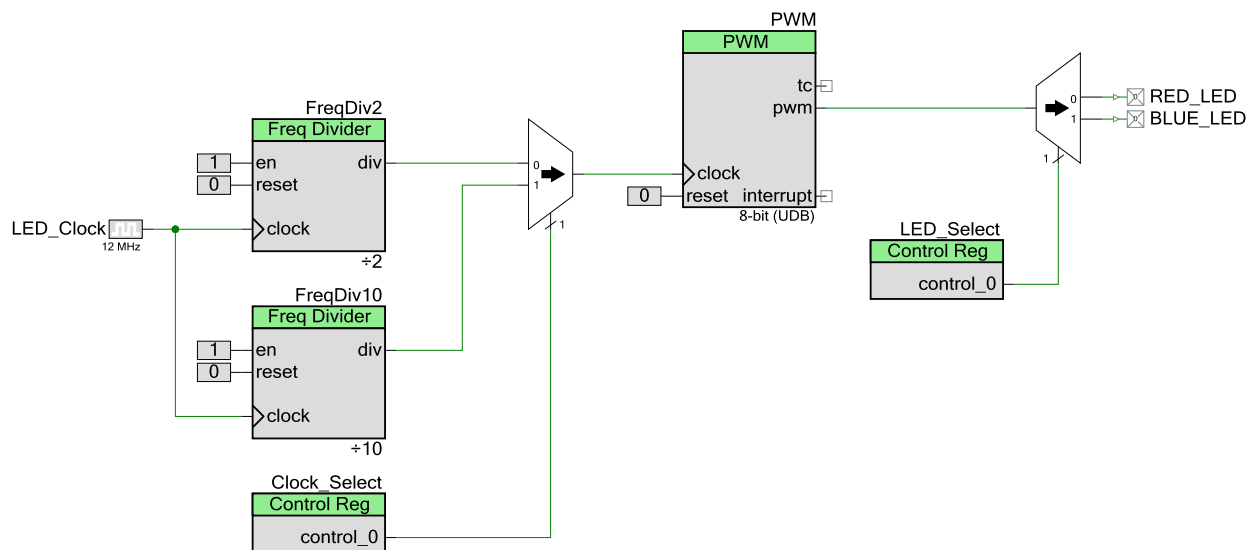 PWM
PWM
tc
pwm
clock
reset
interrupt
0
8-bit (UDB)
FreqDiv2
Freq Divider
1
en
div
0
reset
clock
÷2
LED_Clock
12 MHz
FreqDiv10
Freq Divider
1
en
div
0
reset
clock
÷10
Clock_Select
Control Reg
control_0
0
1
1
0
1
1
RED_LED
BLUE_LED
LED_Select
Control Reg
control_0